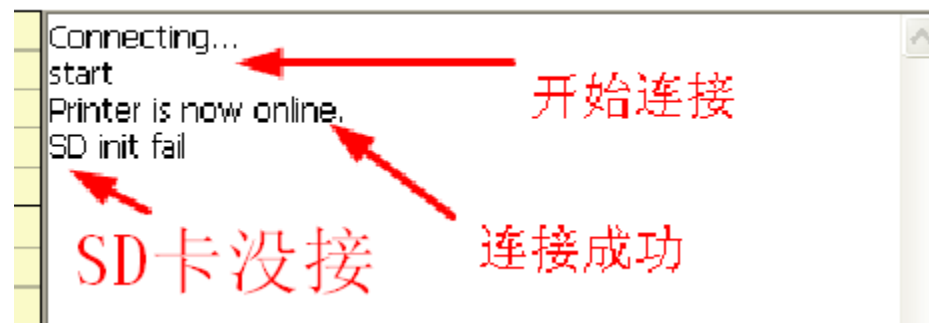 Connecting...
start
Printer is now online.
SD init fail
开始连接
连接成功
SD卡没接